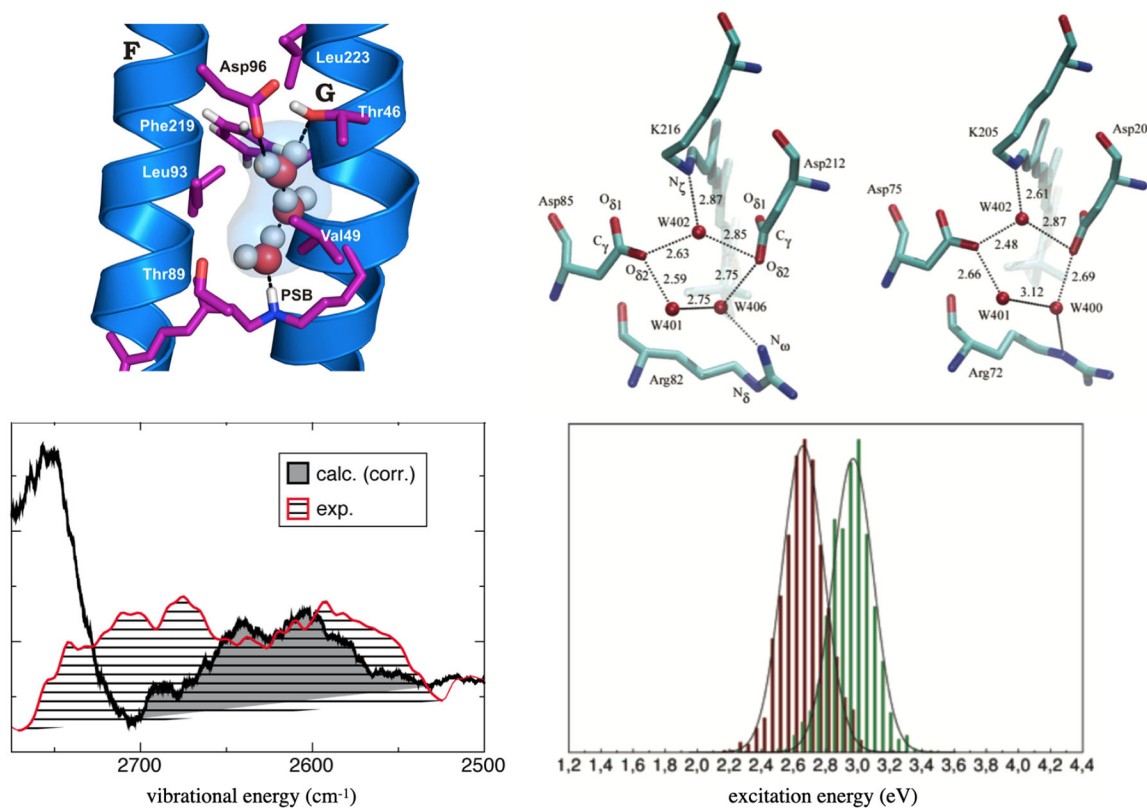 F
Asp96
Leu223
G
Phe219
Thr46
Leu93
Val49
Thr89
PSB
K216
Nζ
Asp212
Asp85
Oδ1
Oδ1
2.87
W402
Cγ
Cγ
2.85
2.63
Oδ2
Oδ2
2.59
2.75
2.75
W401
W406
Nω
Arg82
Nδ
K205
Asp20
Asp75
2.61
W402
2.87
2.48
2.66
2.69
3.12
W401
W400
Arg72
calc. (corr.)
exp.
2700 2600 2500
vibrational energy (cm-1)
1,2 1,4 1,6 1,8 2,0 2,2 2,4 2,6 2,8 3,0 3,2 3,4 3,6 3,8 4,0 4,2 4,4
excitation energy (eV)